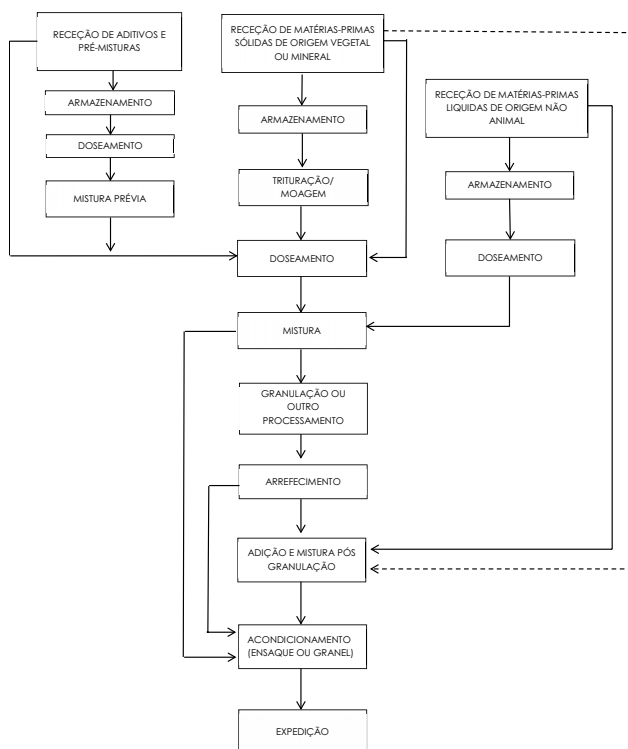 RECEÇÃO DE ADITIVOS E
PRÉ-MISTURAS
ARMAZENAMENTO
DOSEAMENTO
MISTURA PRÉVIA
RECEÇÃO DE MATÉRIAS-PRIMAS
SÓLIDAS DE ORIGEM VEGETAL
OU MINERAL
ARMAZENAMENTO
TRITURAÇÃO/
MOAGEM
DOSEAMENTO
RECEÇÃO DE MATÉRIAS-PRIMAS
LIQUIDAS DE ORIGEM NÃO
ANIMAL
ARMAZENAMENTO
DOSEAMENTO
MISTURA
GRANULAÇÃO OU
OUTRO
PROCESSAMENTO
ARREFECIMENTO
ADIÇÃO E MISTURA PÓS
GRANULAÇÃO
ACONDICIONAMENTO
(ENSAQUE OU GRANEL)
EXPEDIÇÃO